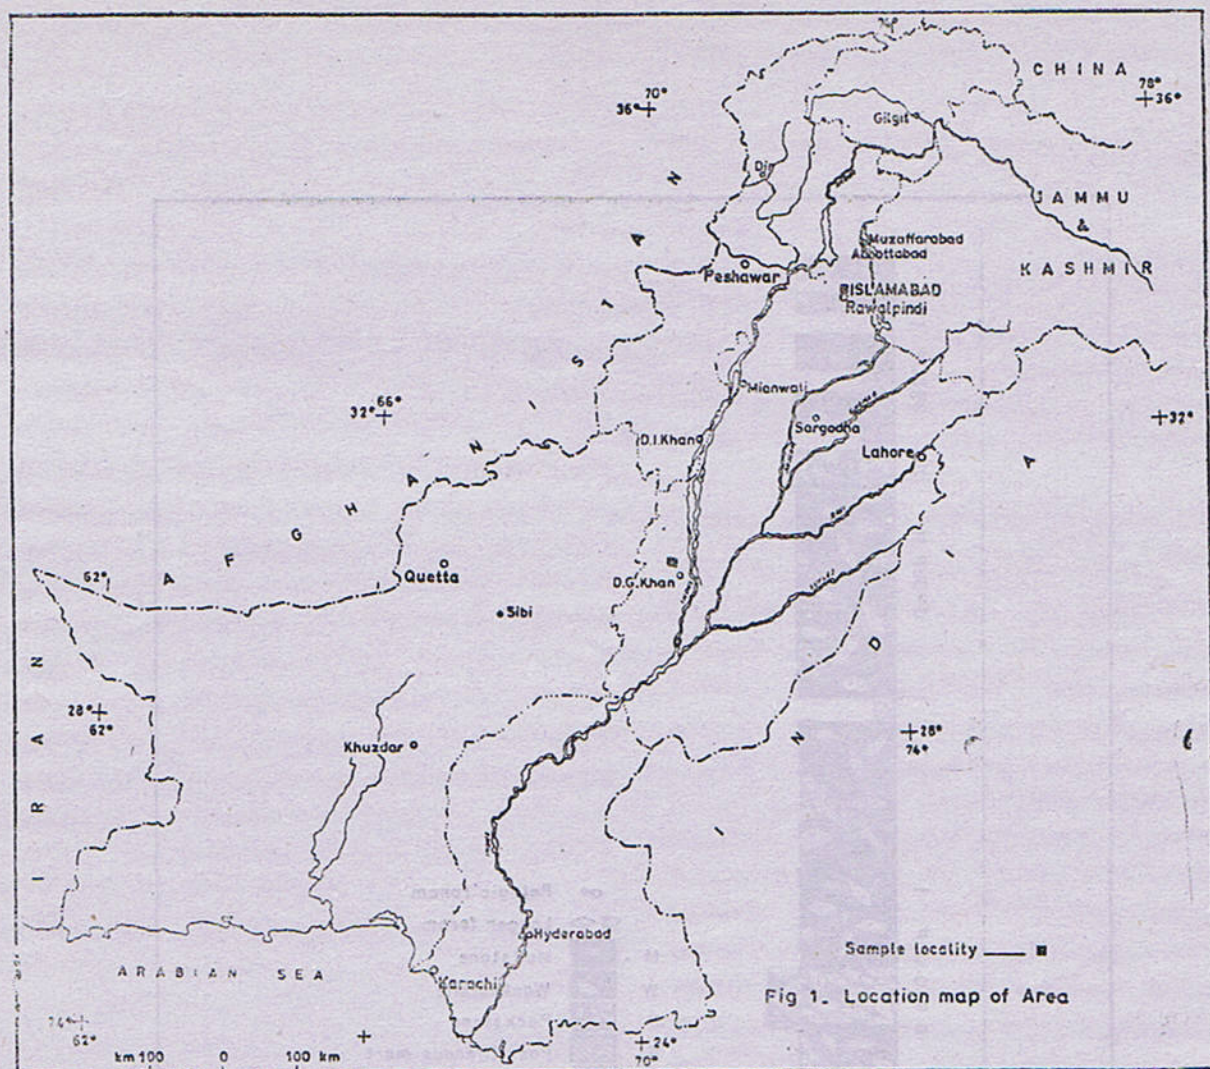 CHINA
70°
36°
78°
36°
Gilgit
Dir
JAMMU
&
KASHMIR
Muzaffarabad
Abbottabad
Peshawar
ISLAMABAD
Rawalpindi
AFGHANISTAN
Mianwali
66°
32°
32°
Sargodha
D.I.Khan
Lahore
INDIA
62°
Quetta
D.G.Khan
Sibi
IRAN
28°
62°
28°
74°
Khuzdar
Hyderabad
Sample locality
ARABIAN SEA
Karachi
Fig 1. Location map of Area
62°
24°
70°
km 100 0 100 km